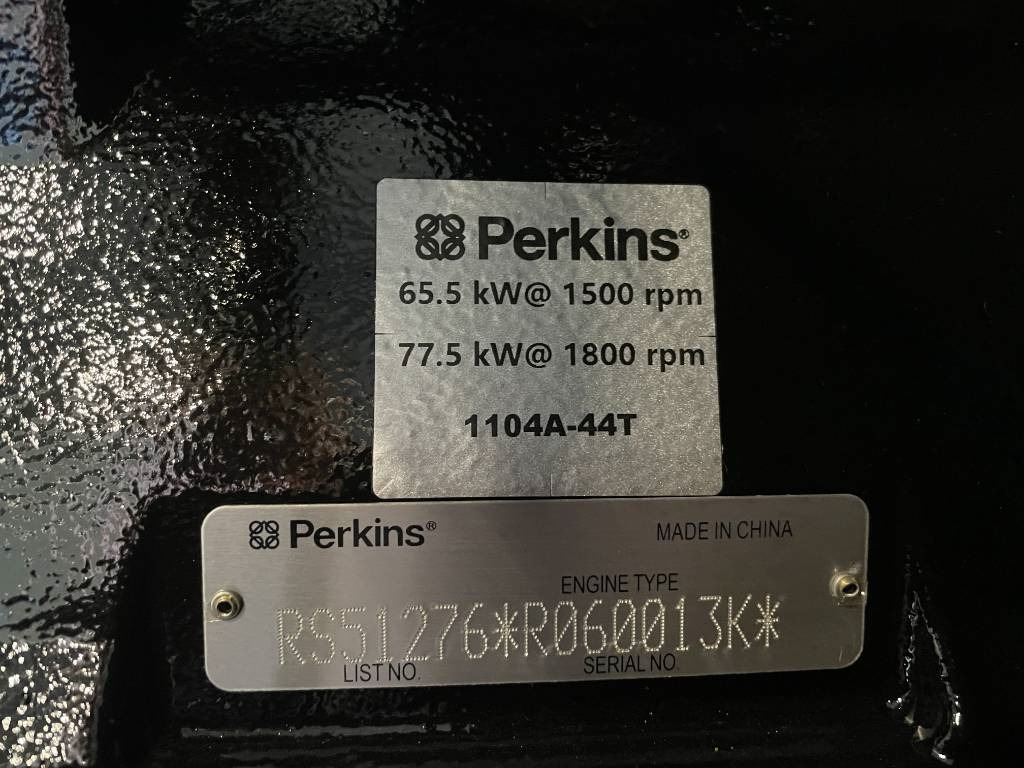 Perkins®
65.5 kW@ 1500 rpm
77.5 kW@ 1800 rpm
1104A-44T
Perkins®
MADE IN CHINA
ENGINE TYPE
RS51276*R060013K*
LIST NO.
SERIAL NO.